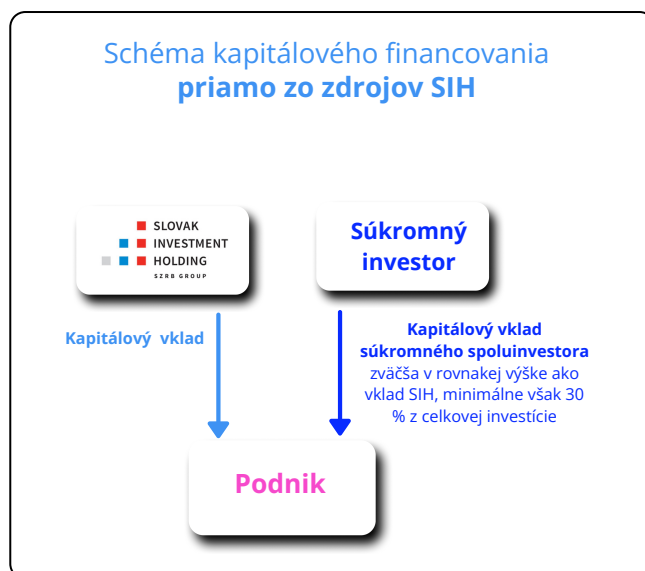 Schéma kapitálového financovania
priamo zo zdrojov SIH
SLOVAK
INVESTMENT
HOLDING
SZRB GROUP
Súkromný
investor
Kapitálový vklad
Kapitálový vklad
súkromného spoluinvestora
zväčša v rovnakej výške ako
vklad SIH, minimálne však 30
% z celkovej investície
Podnik